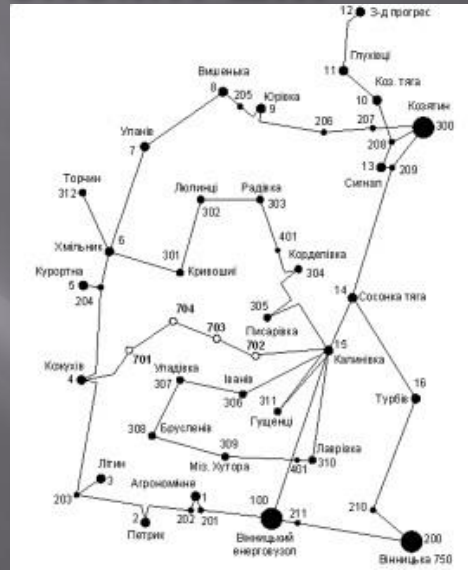 12 З-д прогрес
Глухівці
11
Вишенька
8
205
Юрівка
9
Коз. тяга
10
Козятин
300
206
207
208
209
13
Сигнал
Уланів
7
Торчин
312
Люлинці
302
Радівка
303
401
Корделівка
304
Хмільник
6
301
Кривошиї
Курортна
5
204
305
Писарівка
14
Сосонка тяга
704
703
702
701
15
Калинівка
Кожухів
4
Уладівка
307
Іванів
306
311
Гущенці
16
Турбів
308
Бруслenів
309
Міз. Хутора
401
Лаврівка
310
Літин
3
Агрономічне
1
100
203
2
Петрик
202
201
211
Вінницький
енерговузол
210
200
Вінницька 750